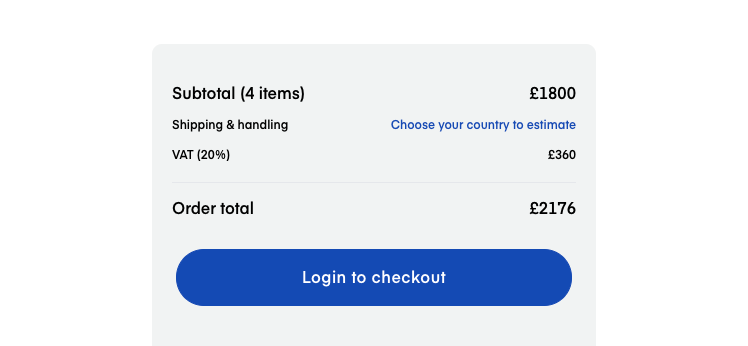 Subtotal (4 items) £1800
Shipping & handling Choose your country to estimate
VAT (20%) £360
Order total £2176
Login to checkout